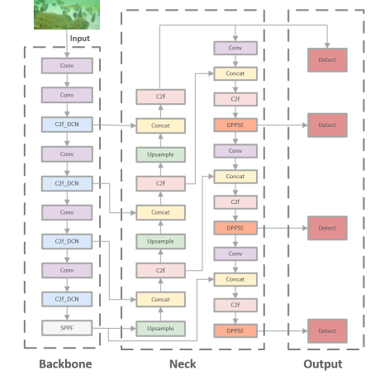 Input
Conv
Conv
C2f_DCN
Conv
C2f_DCN
Conv
C2f_DCN
Conv
C2f_DCN
SPPF
Backbone
C2f
Concat
Upsample
C2f
Concat
Upsample
C2f
Concat
Upsample
Conv
Concat
C2f
DPPSE
Conv
Concat
C2f
DPPSE
Conv
Concat
C2f
DPPSE
Neck
Detect
Detect
Detect
Detect
Output